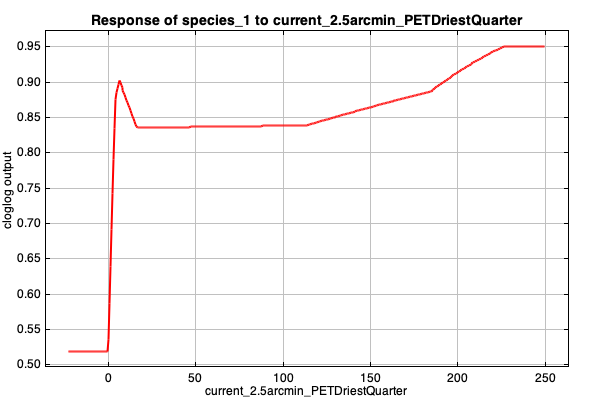 Response of species_1 to current_2.5arcmin_PETDriestQuarter
cloglog output
0.95
0.90
0.85
0.80
0.75
0.70
0.65
0.60
0.55
0.50
0 50 100 150 200 250
current_2.5arcmin_PETDriestQuarter